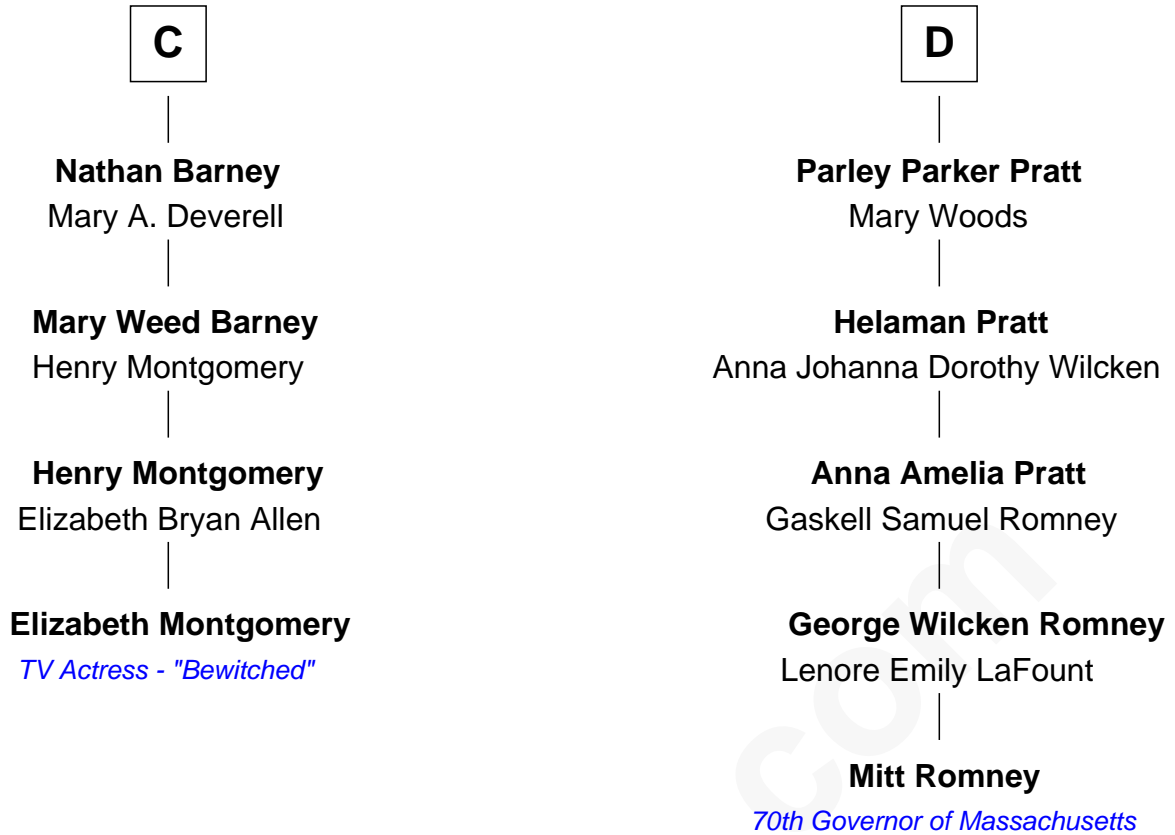 C
Nathan Barney
Mary A. Deverell
Mary Weed Barney
Henry Montgomery
Henry Montgomery
Elizabeth Bryan Allen
Elizabeth Montgomery
TV Actress - "Bewitched"
D
Parley Parker Pratt
Mary Woods
Helaman Pratt
Anna Johanna Dorothy Wilcken
Anna Amelia Pratt
Gaskell Samuel Romney
George Wilcken Romney
Lenore Emily LaFount
Mitt Romney
70th Governor of Massachusetts
com